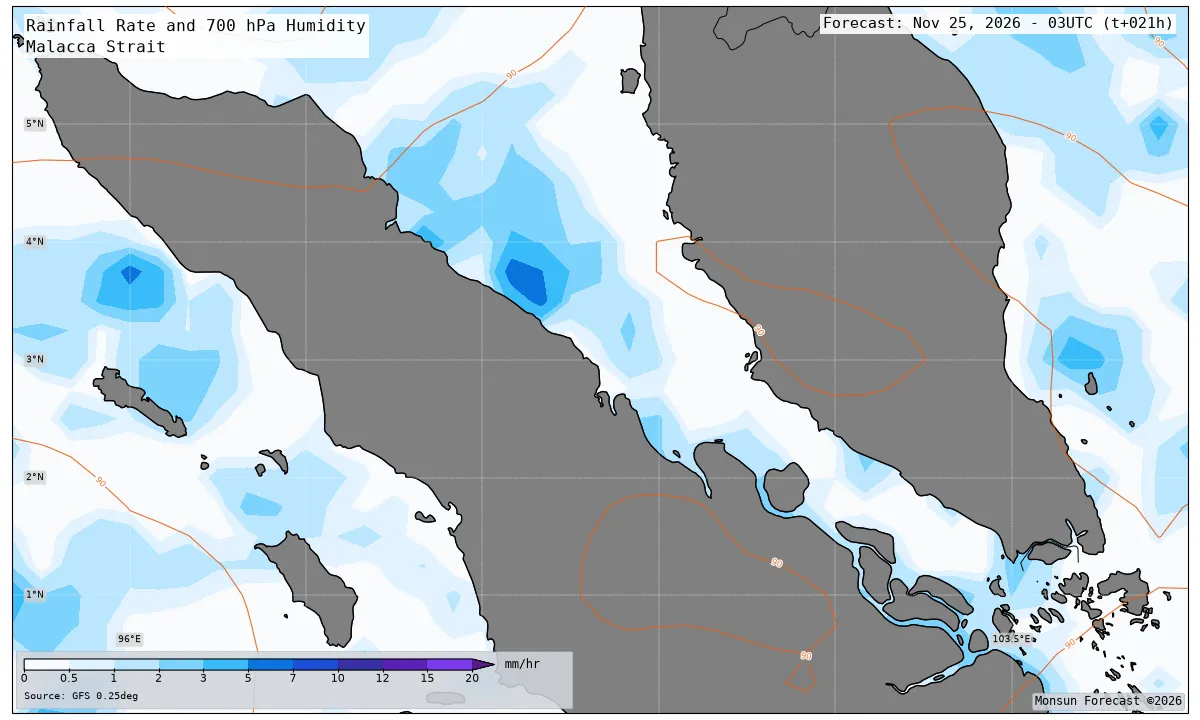 Rainfall Rate and 700 hPa Humidity
Malacca Strait
Forecast: Nov 25, 2026 - 03UTC (t+021h)
90
90
90
5°N
4°N
90
3°N
2°N
90
90
1°N
96°E
103.5°E
90
90
mm/hr
0 0.5 1 2 3 5 7 10 12 15 20
Source: GFS 0.25deg
Monsun Forecast ©2026